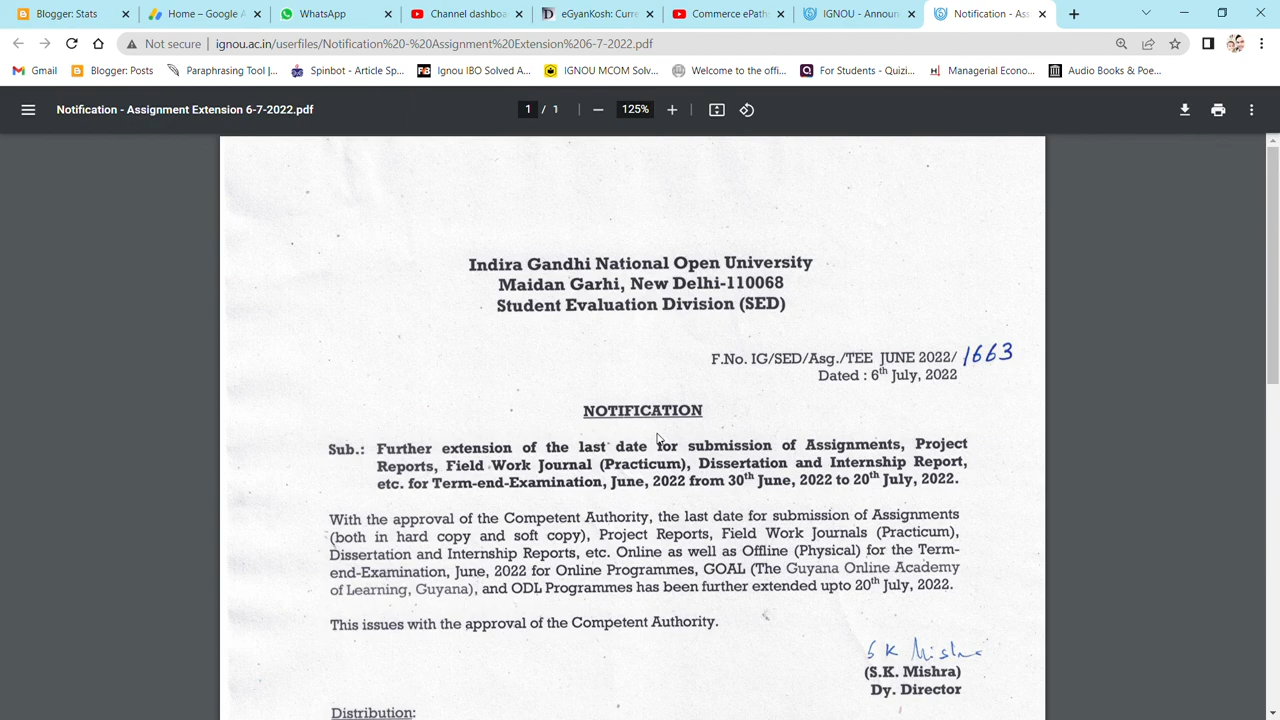 Blogger: Stats
Home – Google A
WhatsApp
Channel dashboa
eGyanKosh: Curre
Commerce ePaths
IGNOU - Announ
Notification - Ass
Not secure | ignou.ac.in/userfiles/Notification%20-%20Assignment%20Extension%206-7-2022.pdf
Gmail
Blogger: Posts
Paraphrasing Tool |...
Spinbot - Article Sp...
Ignou IBO Solved A...
IGNOU MCOM Solv...
Welcome to the offi...
For Students - Quizi...
Managerial Econo...
Audio Books & Poe...
Notification - Assignment Extension 6-7-2022.pdf
1 / 1
125%
Indira Gandhi National Open University
Maidan Garhi, New Delhi-110068
Student Evaluation Division (SED)
F.No. IG/SED/Asg./TEE JUNE 2022/ 1663
Dated : 6th July, 2022
NOTIFICATION
Sub.: Further extension of the last date for submission of Assignments, Project
Reports, Field Work Journal (Practicum), Dissertation and Internship Report,
etc. for Term-end-Examination, June, 2022 from 30th June, 2022 to 20th July, 2022.
With the approval of the Competent Authority, the last date for submission of Assignments
(both in hard copy and soft copy), Project Reports, Field Work Journals (Practicum),
Dissertation and Internship Reports, etc. Online as well as Offline (Physical) for the Term-
end-Examination, June, 2022 for Online Programmes, GOAL (The Guyana Online Academy
of Learning, Guyana), and ODL Programmes has been further extended upto 20th July, 2022.
This issues with the approval of the Competent Authority.
S K Mishra
(S.K. Mishra)
Dy. Director
Distribution: